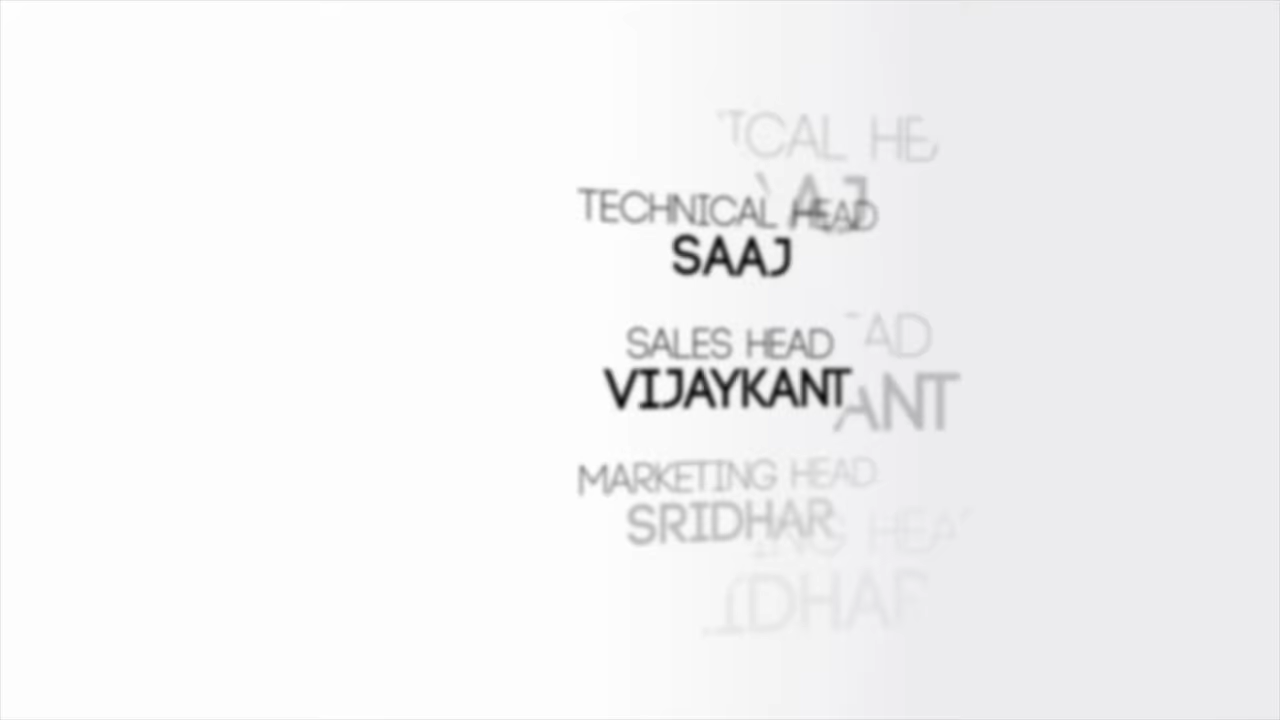 TECHNICAL HEAD
SAAJ
SALES HEAD
VIJAYKANT
MARKETING HEAD
SRIDHAR